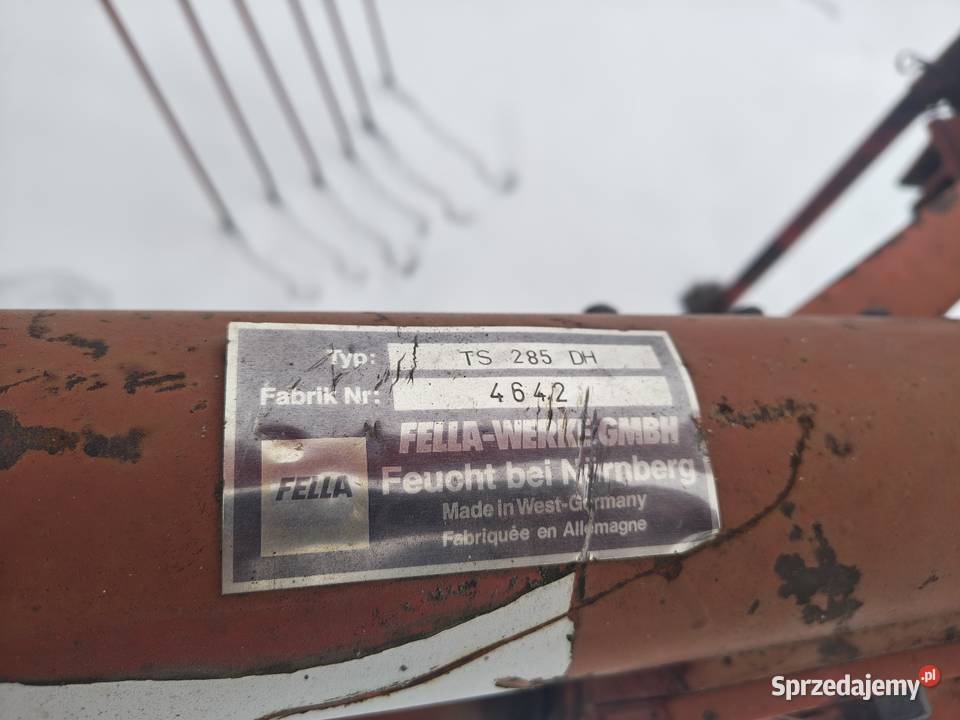 Typ: TS 285 DH
Fabrik Nr: 4642
FELLA-WERKE GMBH
FELLA
Feucht bei Nürnberg
Made in West-Germany
Fabriquée en Allemagne
Sprzedajemy.pl